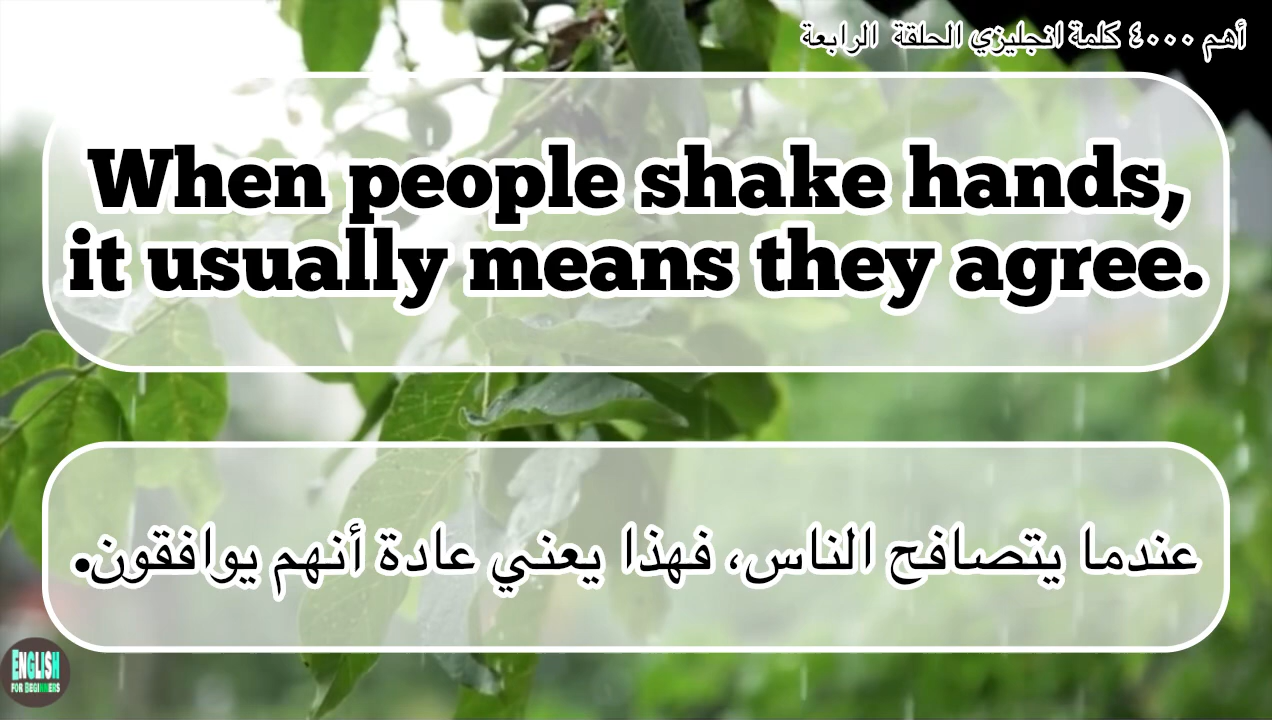 أهم ٤٠٠٠ كلمة انجليزي الحلقة الرابعة
When people shake hands,
it usually means they agree.
عندما يتصافح الناس، فهذا يعني عادة أنهم يوافقون.
ENGLISH
FOR BEGINNERS